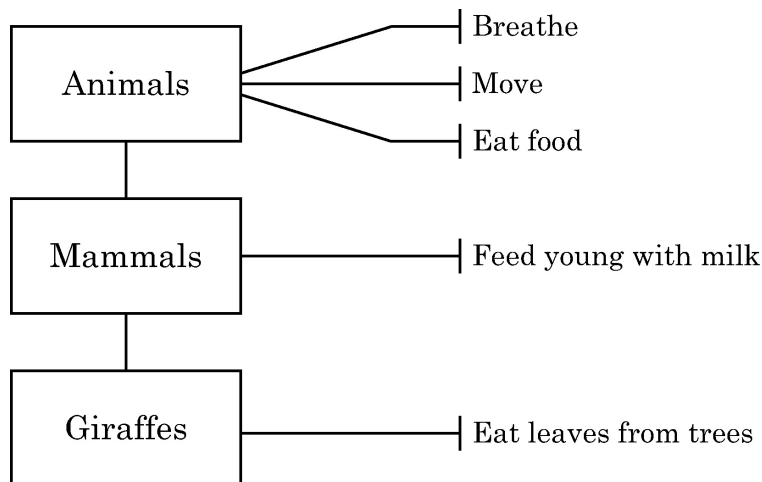 Animals
Breathe
Move
Eat food
Mammals
Feed young with milk
Giraffes
Eat leaves from trees